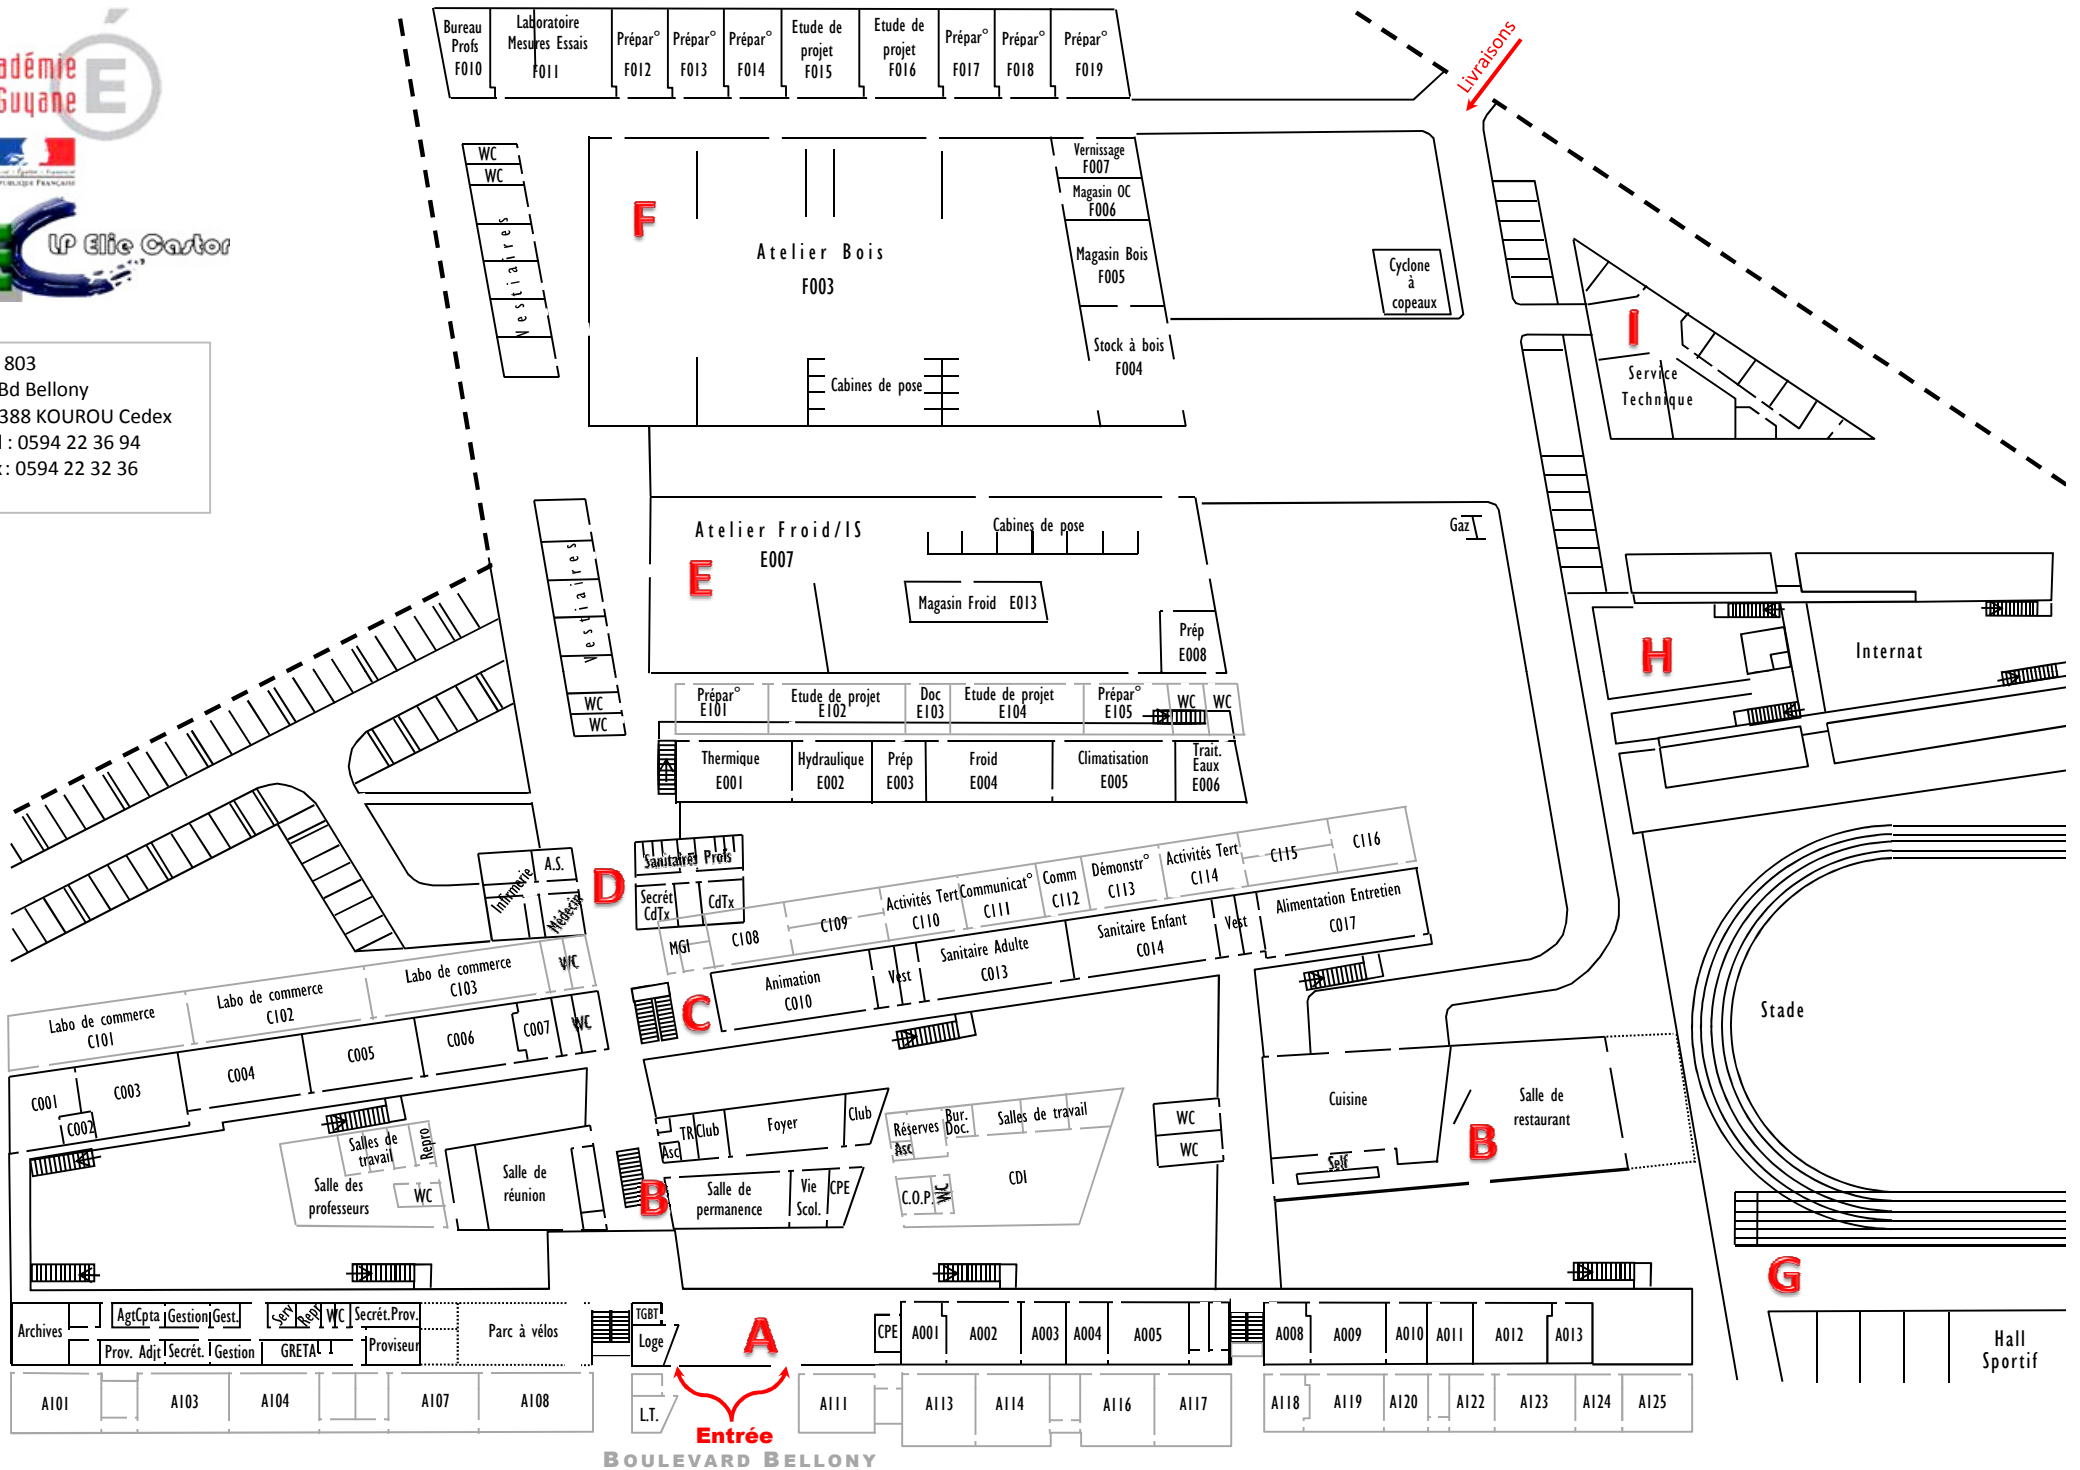 Académie
Guyane
É
RÉPUBLIQUE FRANÇAISE
LP Elie Castor
803
Bd Bellony
388 KOUROU Cedex
: 0594 22 36 94
: 0594 22 32 36
Bureau
Profs
F010
Laboratoire
Mesures Essais
F011
Prépar°
F012
Prépar°
F013
Prépar°
F014
Etude de
projet
F015
Etude de
projet
F016
Prépar°
F017
Prépar°
F018
Prépar°
F019
Livraisons
WC
WC
Vestiaires
F
Atelier Bois
F003
Cabines de pose
Vernissage
F007
Magasin OC
F006
Magasin Bois
F005
Stock à bois
F004
Cyclone
à
copeaux
I
Service
Technique
Vestiaires
WC
WC
Atelier Froid/IS
E007
E
Cabines de pose
Magasin Froid E013
Prép
E008
Gaz
H
Internat
Prépar°
E101
Etude de projet
E102
Doc
E103
Etude de projet
E104
Prépar°
E105
WC
WC
Thermique
E001
Hydraulique
E002
Prép
E003
Froid
E004
Climatisation
E005
Trait.
Eaux
E006
Infirmerie
A.S.
Médecin
D
Sanitaires Profs
Secrét
CdTx
CdTx
MGI
C108
C109
Activités Tert
C110
Communicat°
C111
Comm
C112
Démonstr°
C113
Activités Tert
C114
C115
C116
Animation
C010
Vest
Sanitaire Adulte
C013
Sanitaire Enfant
C014
Vest
Alimentation Entretien
C017
C
Labo de commerce
C101
Labo de commerce
C102
Labo de commerce
C103
WC
C001
C002
C003
C004
C005
C006
C007
WC
Stade
Salles de
travail
Repro
Salle des
professeurs
WC
Salle de
réunion
B
Asc
TR
Club
Foyer
Club
Salle de
permanence
Vie
Scol.
CPE
Réserves
Asc
Bur.
Doc.
Salles de travail
C.O.P.
WC
CDI
WC
WC
Cuisine
Self
B
Salle de
restaurant
G
Hall
Sportif
Archives
AgtCpta
Gestion
Gest.
Serv
Repr
WC
Secrét.Prov.
Prov. Adjt
Secrét.
Gestion
GRETA
Proviseur
Parc à vélos
TGBT
Loge
A
CPE
A001
A002
A003
A004
A005
A008
A009
A010
A011
A012
A013
A101
A103
A104
A107
A108
L.T.
A111
A113
A114
A116
A117
A118
A119
A120
A122
A123
A124
A125
Entrée
BOULEVARD BELLONY